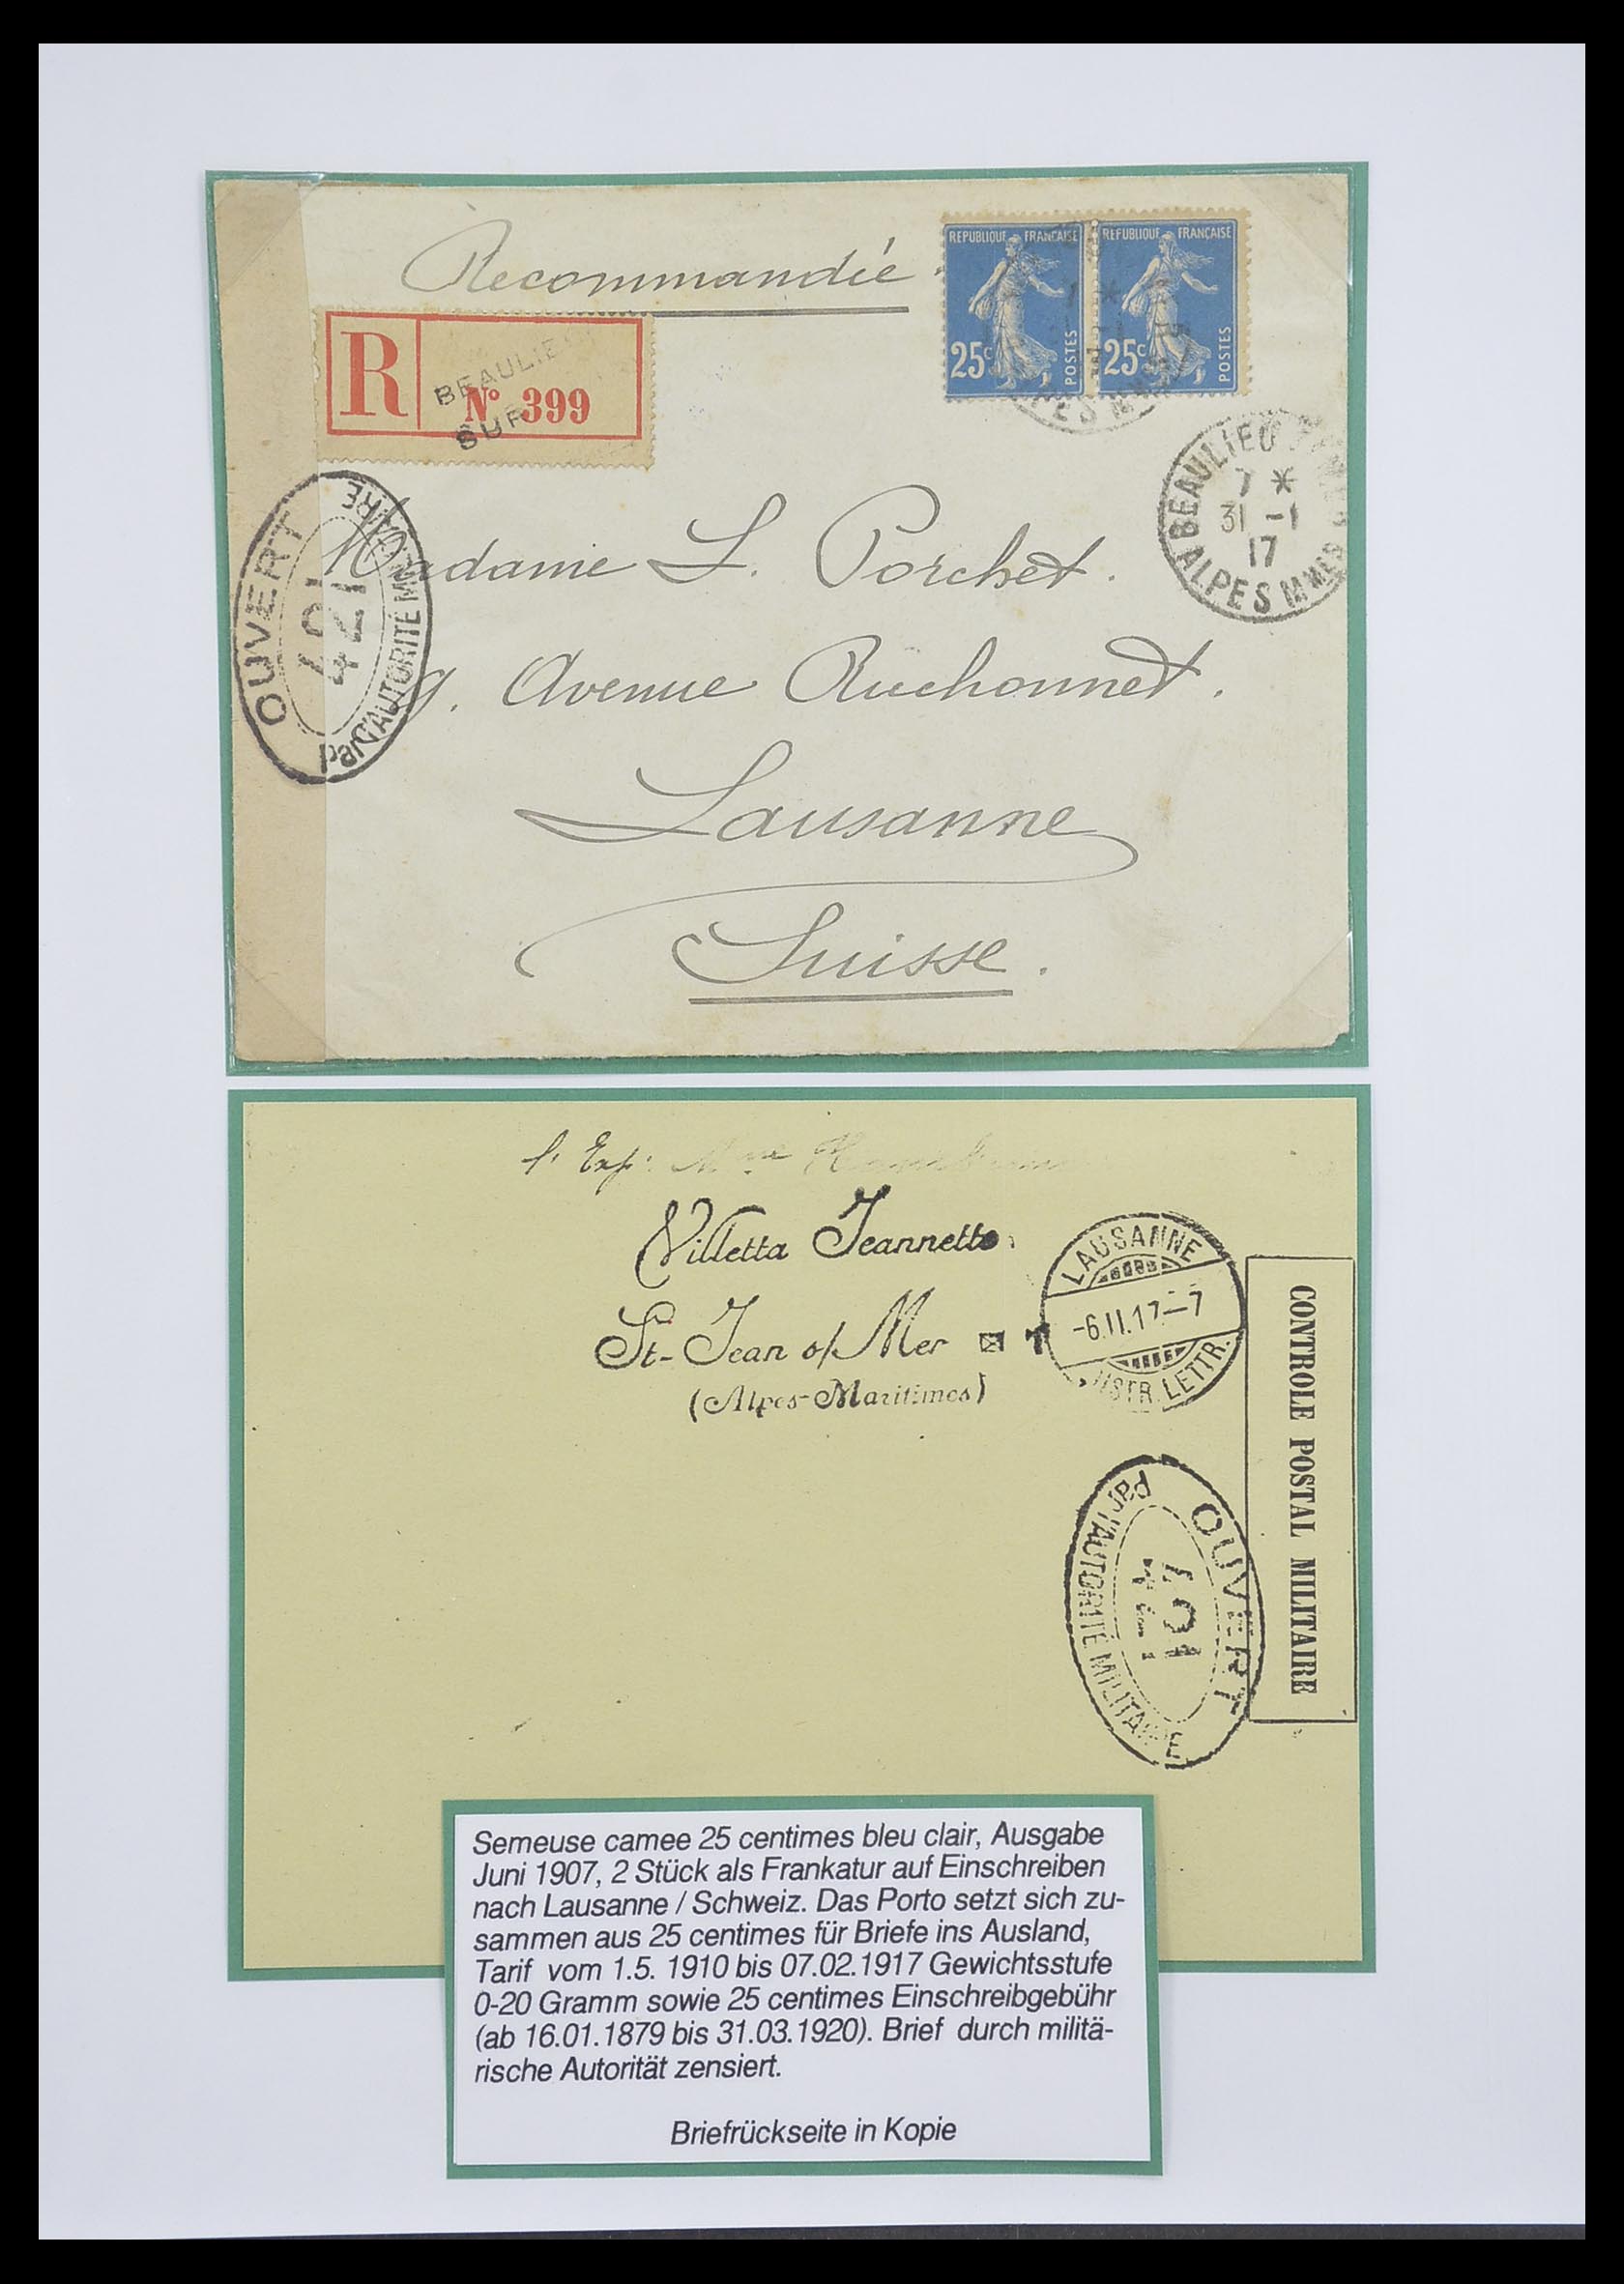 Recommandée
REPUBLIQUE FRANÇAISE
25c
POSTES
REPUBLIQUE FRANÇAISE
25c
POSTES
R
BEAULIEU
SUR
N° 399
BEAULIEU
7 *
31 -1
17
ALPES MMES
OUVERT
421
Par l'AUTORITÉ MILITAIRE
Madame L. Porchet.
9. Avenue Ruchonnet.
Lausanne
Suisse.
l' Exp: Mme
Villetta Jeannette
St-Jean s/ Mer
(Alpes-Maritimes)
LAUSANNE
-6.II.17.-7
DISTR. LETTR.
CONTROLE POSTAL MILITAIRE
OUVERT
421
par l'AUTORITÉ MILITAIRE
Semeuse camee 25 centimes bleu clair, Ausgabe
Juni 1907, 2 Stück als Frankatur auf Einschreiben
nach Lausanne / Schweiz. Das Porto setzt sich zu-
sammen aus 25 centimes für Briefe ins Ausland,
Tarif vom 1.5. 1910 bis 07.02.1917 Gewichtsstufe
0-20 Gramm sowie 25 centimes Einschreibgebühr
(ab 16.01.1879 bis 31.03.1920). Brief durch militä-
rische Autorität zensiert.
Briefrückseite in Kopie